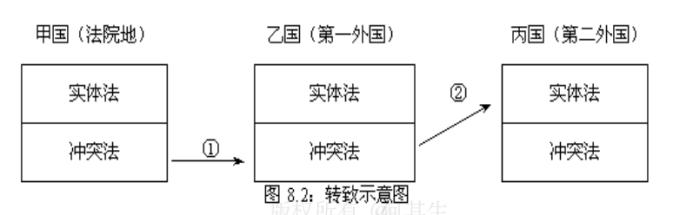 甲国（法院地）
乙国（第一外国）
丙国（第二外国）
实体法
实体法
②
实体法
冲突法
①
冲突法
冲突法
图 8.2：转致示意图